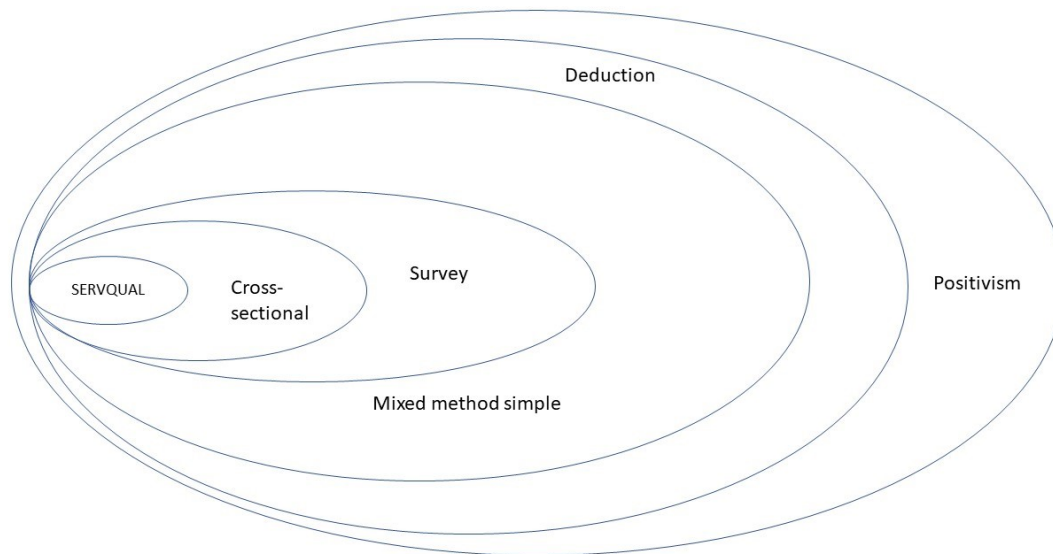 Deduction
Survey
Positivism
SERVQUAL
Cross-
sectional
Mixed method simple